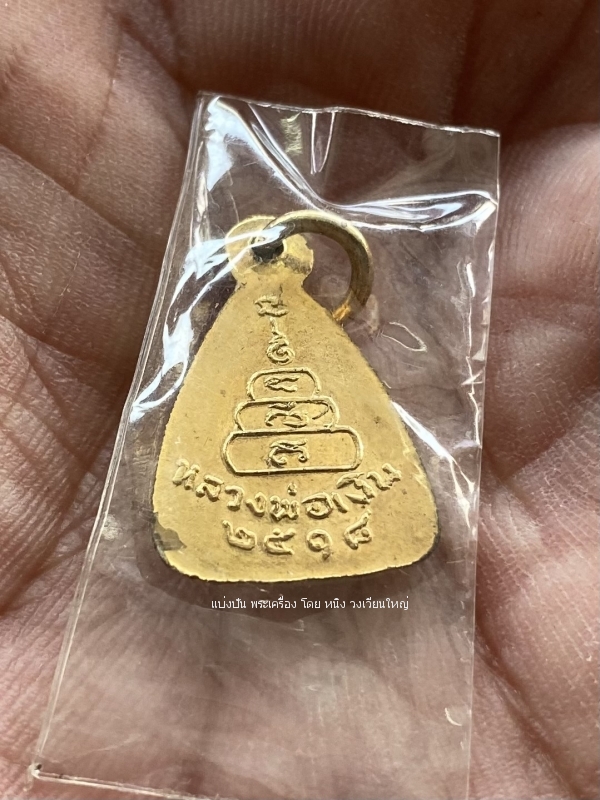 หลวงพ่อเงิน
๒๕๑๘
แบ่งปัน พระเครื่อง โดย หนิง วงเวียนใหญ่